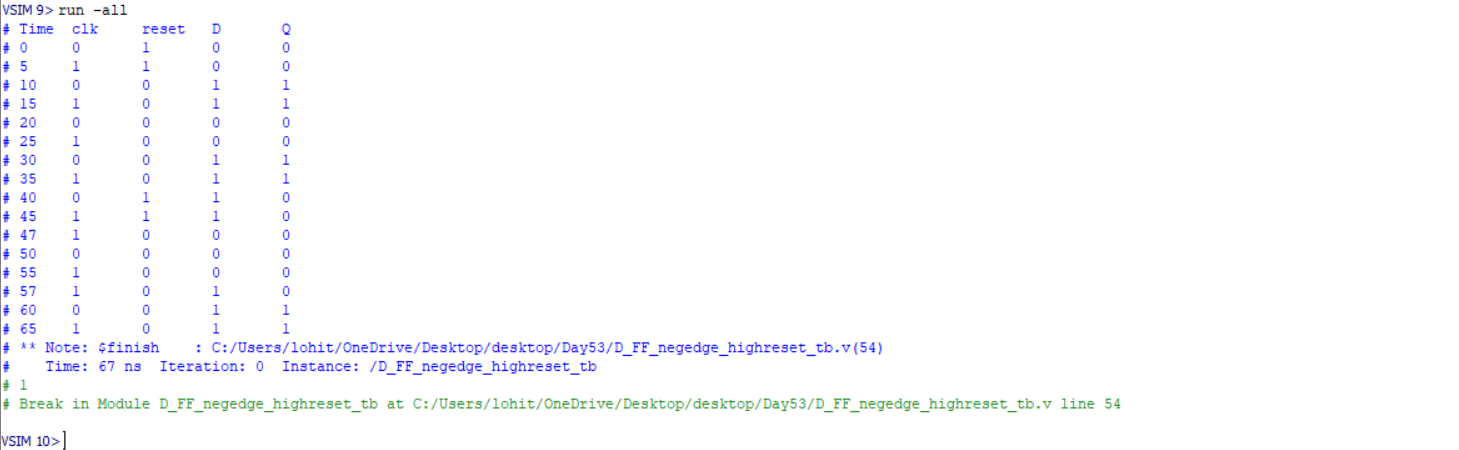 VSIM 9> run -all
# Time  clk     reset   D       Q
# 0     0       1       0       0
# 5     1       1       0       0
# 10    0       0       1       1
# 15    1       0       1       1
# 20    0       0       0       0
# 25    1       0       0       0
# 30    0       0       1       1
# 35    1       0       1       1
# 40    0       1       1       0
# 45    1       1       1       0
# 47    1       0       0       0
# 50    0       0       0       0
# 55    1       0       0       0
# 57    1       0       1       0
# 60    0       0       1       1
# 65    1       0       1       1
# ** Note: $finish    : C:/Users/lohit/OneDrive/Desktop/desktop/Day53/D_FF_negedge_highreset_tb.v(54)
#    Time: 67 ns  Iteration: 0  Instance: /D_FF_negedge_highreset_tb
# 1
# Break in Module D_FF_negedge_highreset_tb at C:/Users/lohit/OneDrive/Desktop/desktop/Day53/D_FF_negedge_highreset_tb.v line 54
VSIM 10>